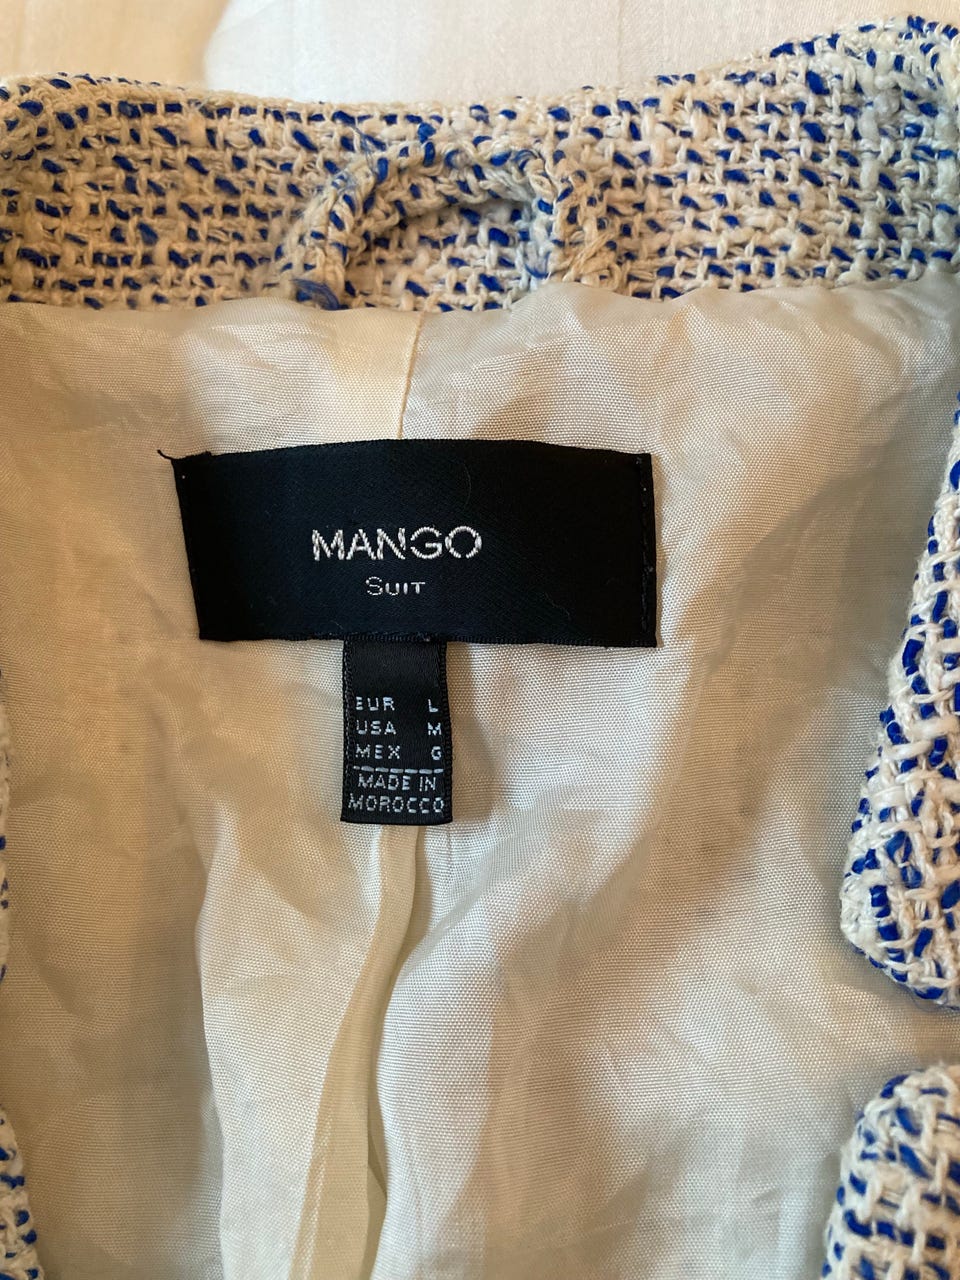 MANGO
SUIT
EUR L
USA M
MEX G
MADE IN
MOROCCO